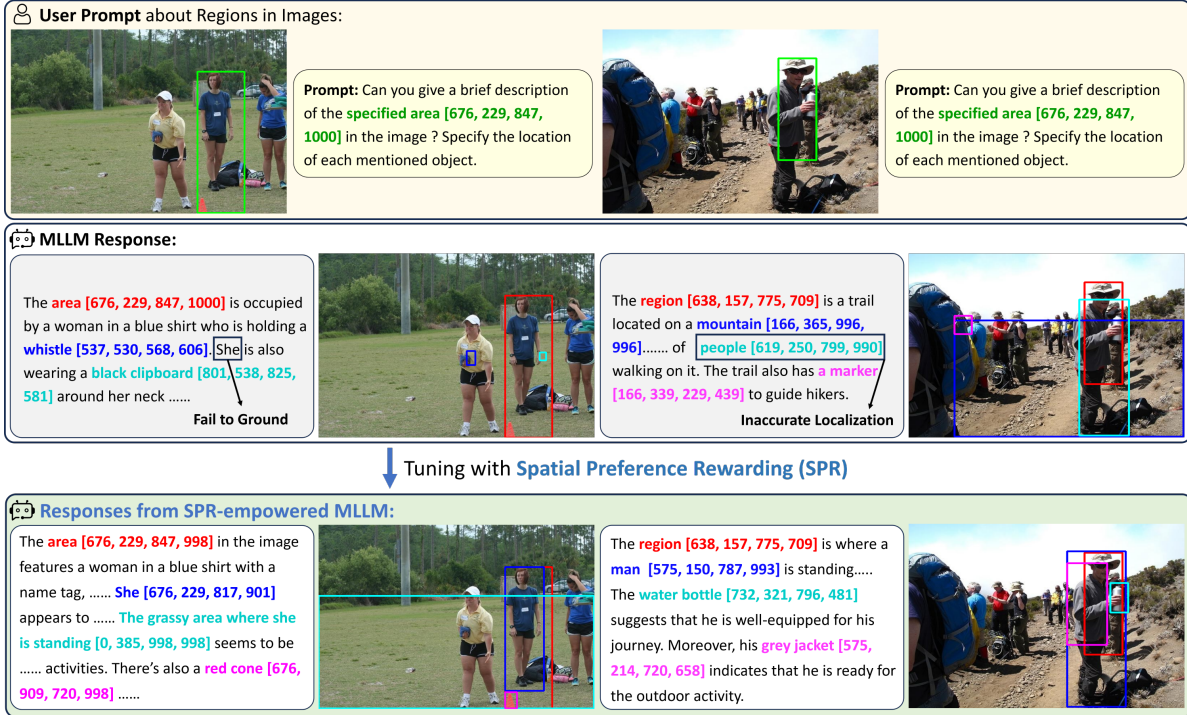 User Prompt about Regions in Images:
Prompt: Can you give a brief description
of the specified area [676, 229, 847,
1000] in the image ? Specify the location
of each mentioned object.
Prompt: Can you give a brief description
of the specified area [676, 229, 847,
1000] in the image ? Specify the location
of each mentioned object.
MLLM Response:
The area [676, 229, 847, 1000] is occupied
by a woman in a blue shirt who is holding a
whistle [537, 530, 568, 606]. She is also
wearing a black clipboard [801, 538, 825,
581] around her neck ......
Fail to Ground
The region [638, 157, 775, 709] is a trail
located on a mountain [166, 365, 996,
996]....... of people [619, 250, 799, 990]
walking on it. The trail also has a marker
[166, 339, 229, 439] to guide hikers.
Inaccurate Localization
Tuning with Spatial Preference Rewarding (SPR)
Responses from SPR-empowered MLLM:
The area [676, 229, 847, 998] in the image
features a woman in a blue shirt with a
name tag, ...... She [676, 229, 817, 901]
appears to ...... The grassy area where she
is standing [0, 385, 998, 998] seems to be
...... activities. There's also a red cone [676,
909, 720, 998] ......
The region [638, 157, 775, 709] is where a
man [575, 150, 787, 993] is standing.....
The water bottle [732, 321, 796, 481]
suggests that he is well-equipped for his
journey. Moreover, his grey jacket [575,
214, 720, 658] indicates that he is ready for
the outdoor activity.